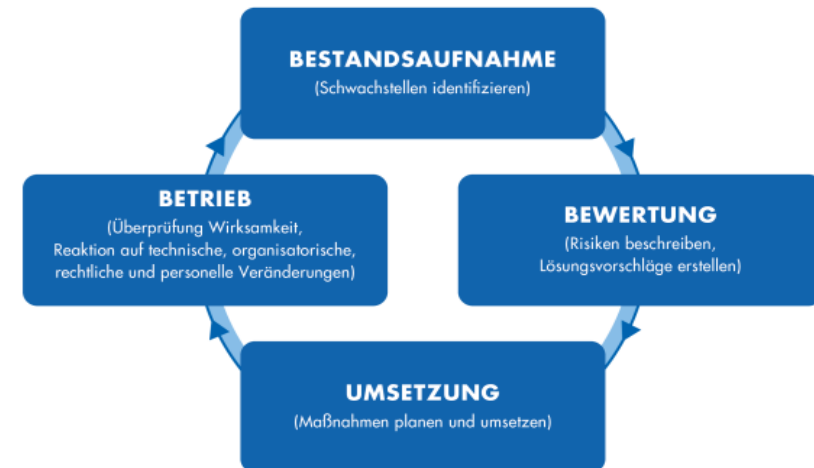 BESTANDSAUFNAHME
(Schwachstellen identifizieren)
BETRIEB
(Überprüfung Wirksamkeit,
Reaktion auf technische, organisatorische,
rechtliche und personelle Veränderungen)
BEWERTUNG
(Risiken beschreiben,
Lösungsvorschläge erstellen)
UMSETZUNG
(Maßnahmen planen und umsetzen)